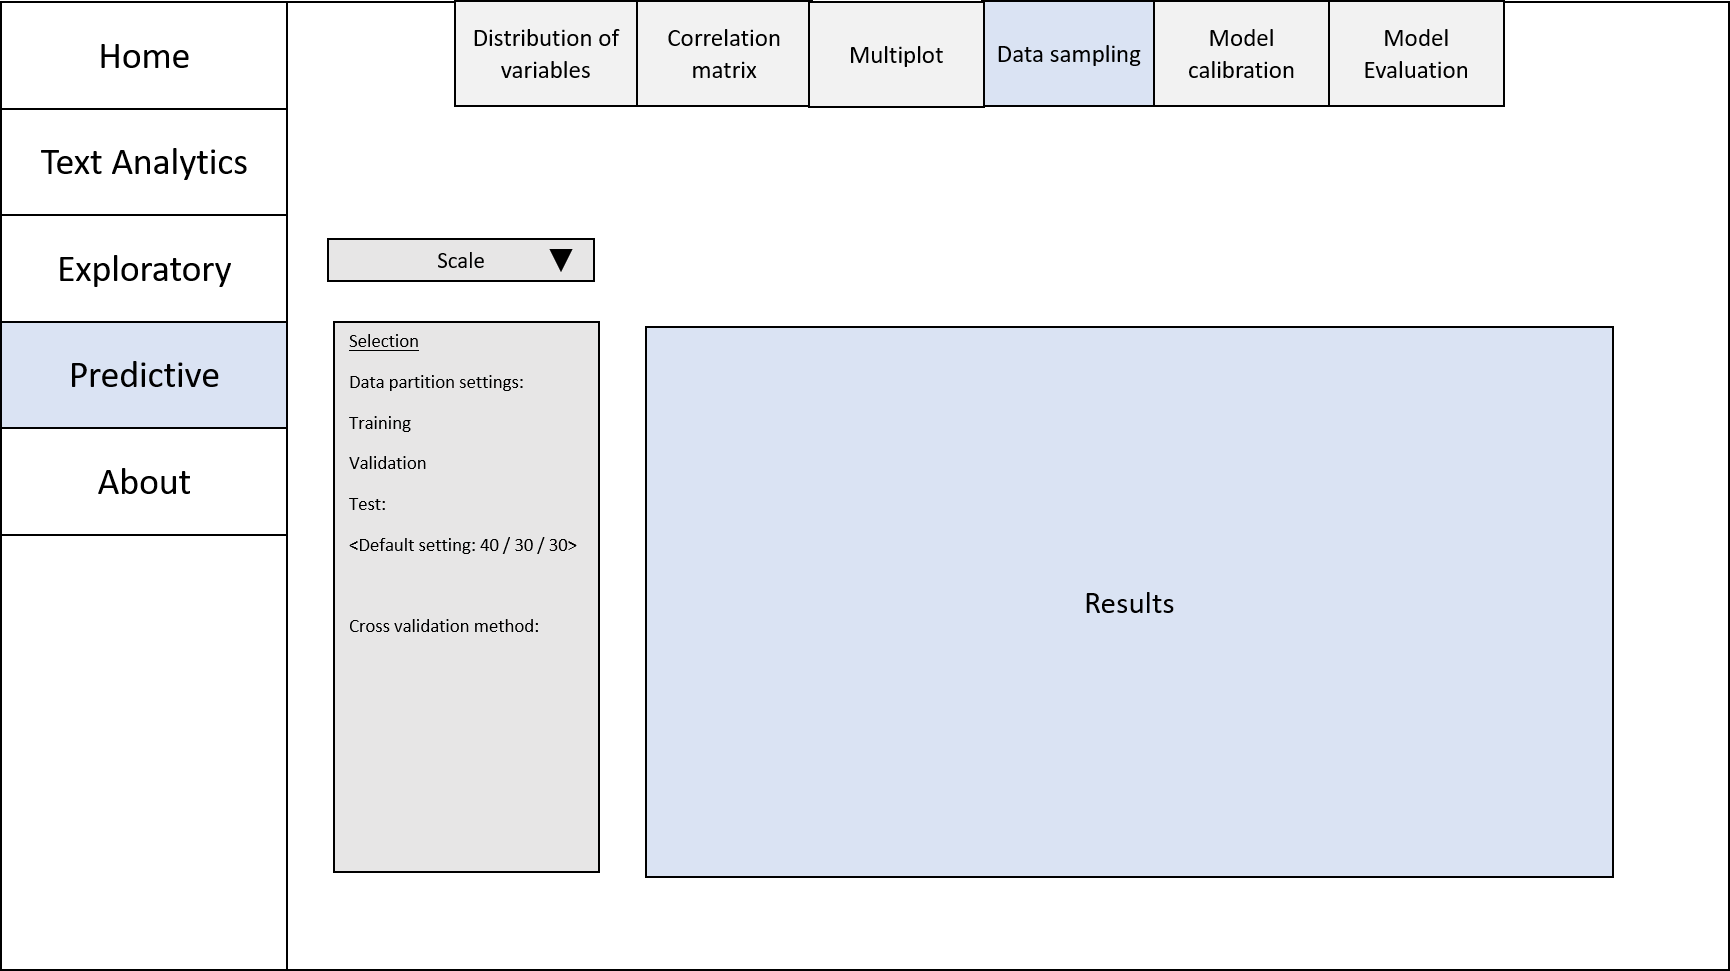 Home
Text Analytics
Exploratory
Predictive
About
Distribution of
variables
Correlation
matrix
Multiplot
Data sampling
Model
calibration
Model
Evaluation
Scale
Selection
Data partition settings:
Training
Validation
Test:
<Default setting: 40 / 30 / 30>
Cross validation method:
Results